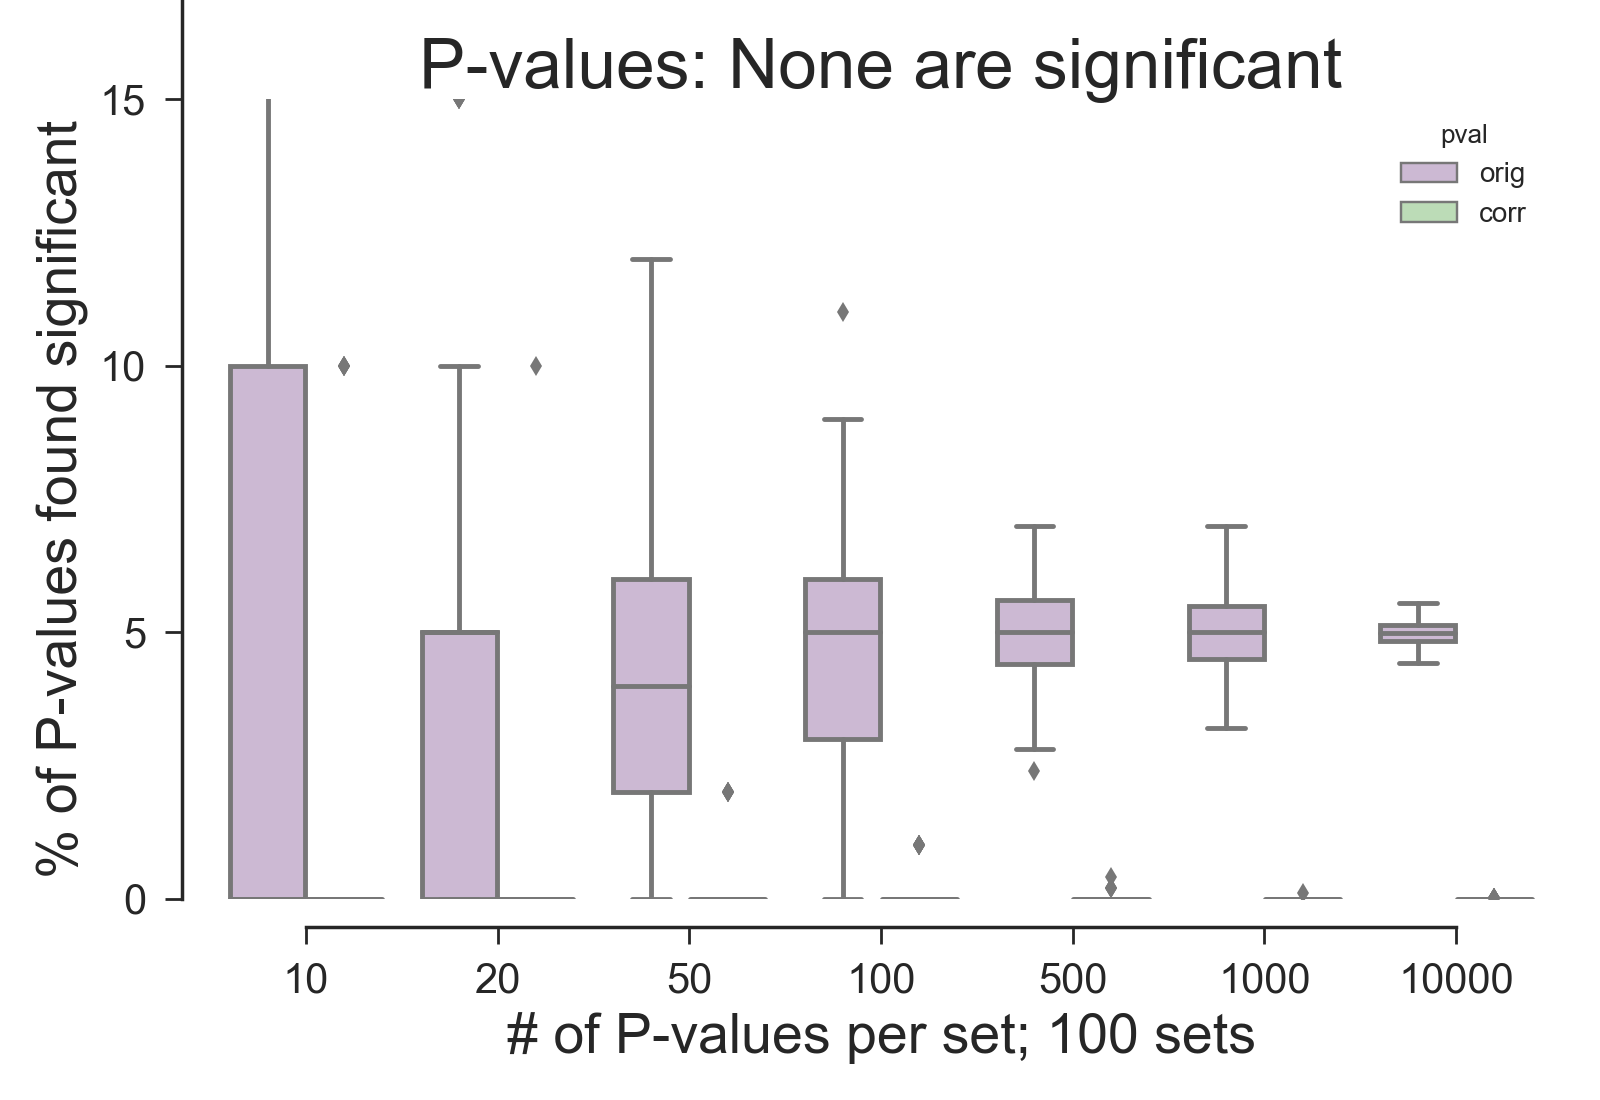 P-values: None are significant
% of P-values found significant
15
10
5
0
pval
orig
corr
10 20 50 100 500 1000 10000
# of P-values per set; 100 sets